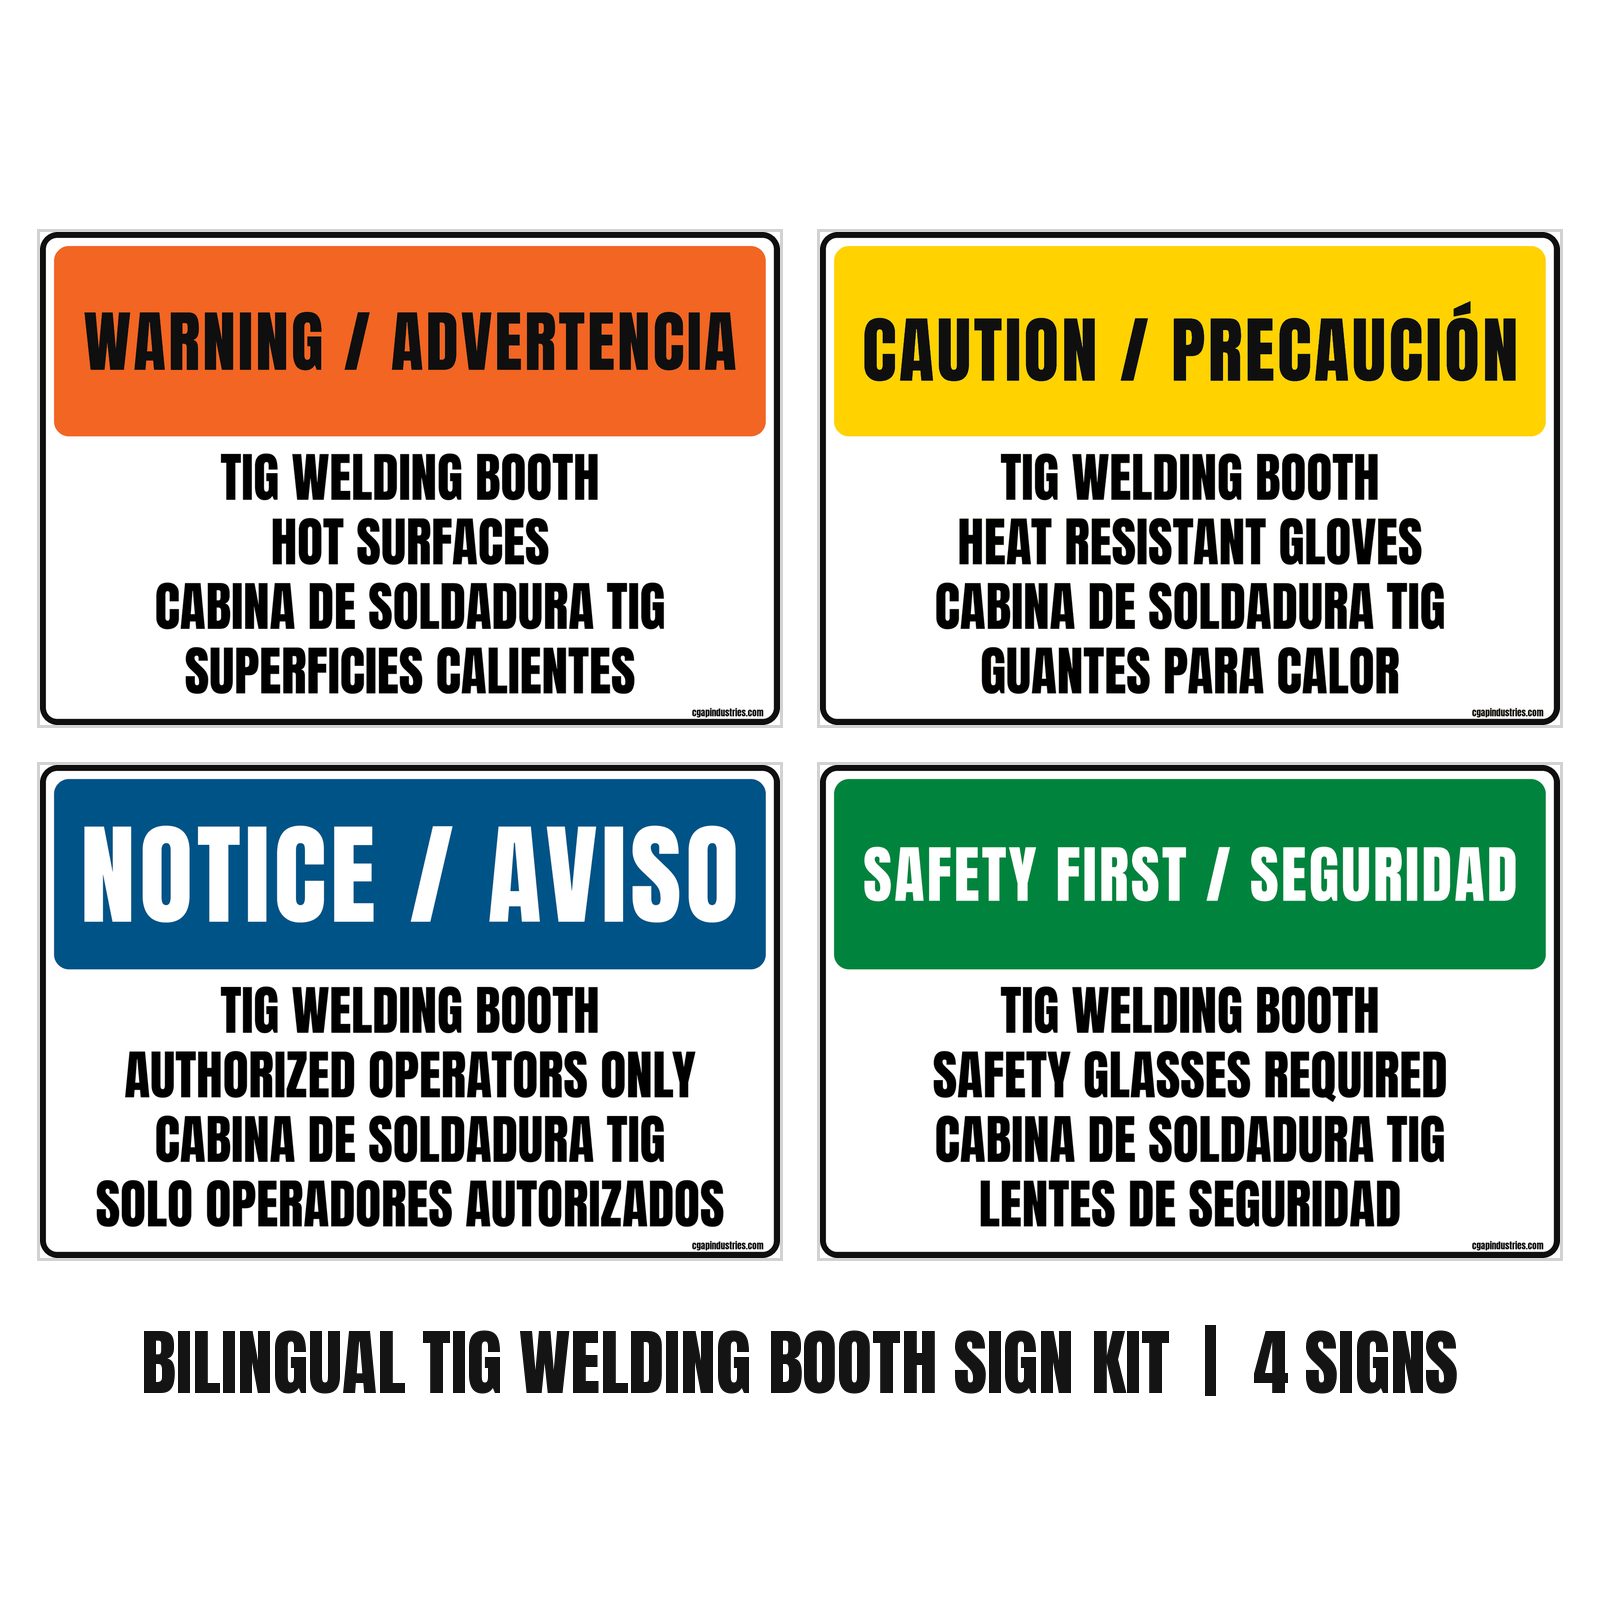 WARNING / ADVERTENCIA
TIG WELDING BOOTH
HOT SURFACES
CABINA DE SOLDADURA TIG
SUPERFICIES CALIENTES
cgapindustries.com
CAUTION / PRECAUCIÓN
TIG WELDING BOOTH
HEAT RESISTANT GLOVES
CABINA DE SOLDADURA TIG
GUANTES PARA CALOR
cgapindustries.com
NOTICE / AVISO
TIG WELDING BOOTH
AUTHORIZED OPERATORS ONLY
CABINA DE SOLDADURA TIG
SOLO OPERADORES AUTORIZADOS
cgapindustries.com
SAFETY FIRST / SEGURIDAD
TIG WELDING BOOTH
SAFETY GLASSES REQUIRED
CABINA DE SOLDADURA TIG
LENTES DE SEGURIDAD
cgapindustries.com
BILINGUAL TIG WELDING BOOTH SIGN KIT | 4 SIGNS